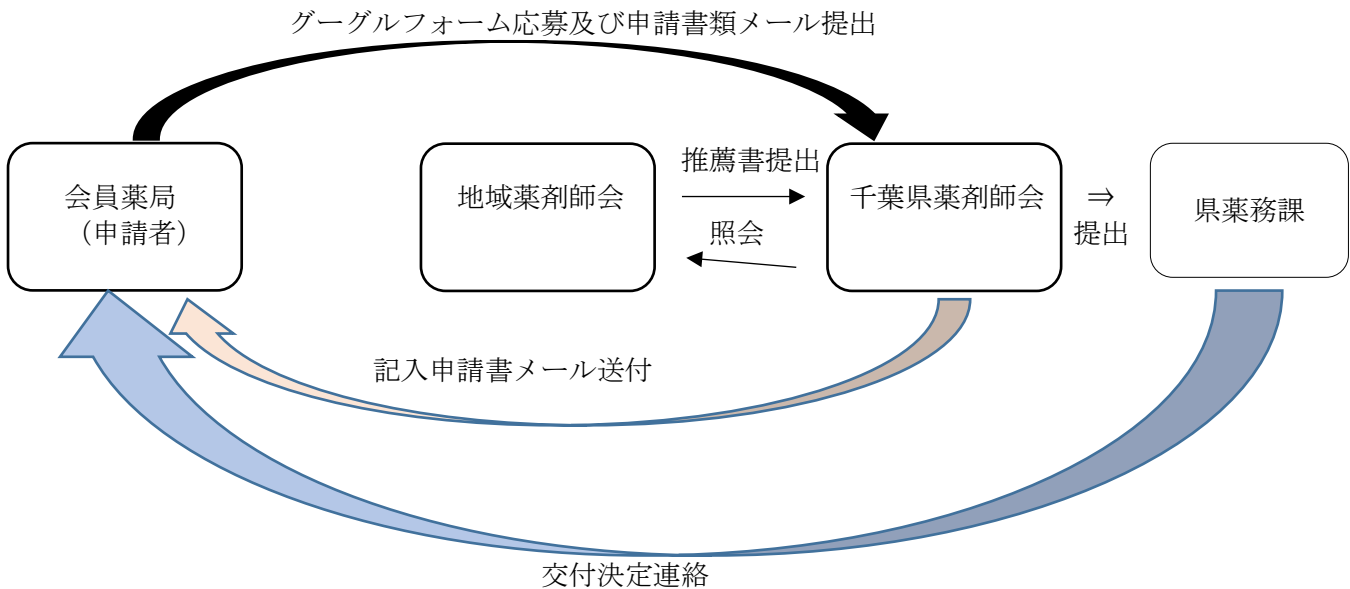 グーグルフォーム応募及び申請書類メール提出
会員薬局
（申請者）
地域薬剤師会
推薦書提出
照会
千葉県薬剤師会
⇒
提出
県薬務課
記入申請書メール送付
交付決定連絡